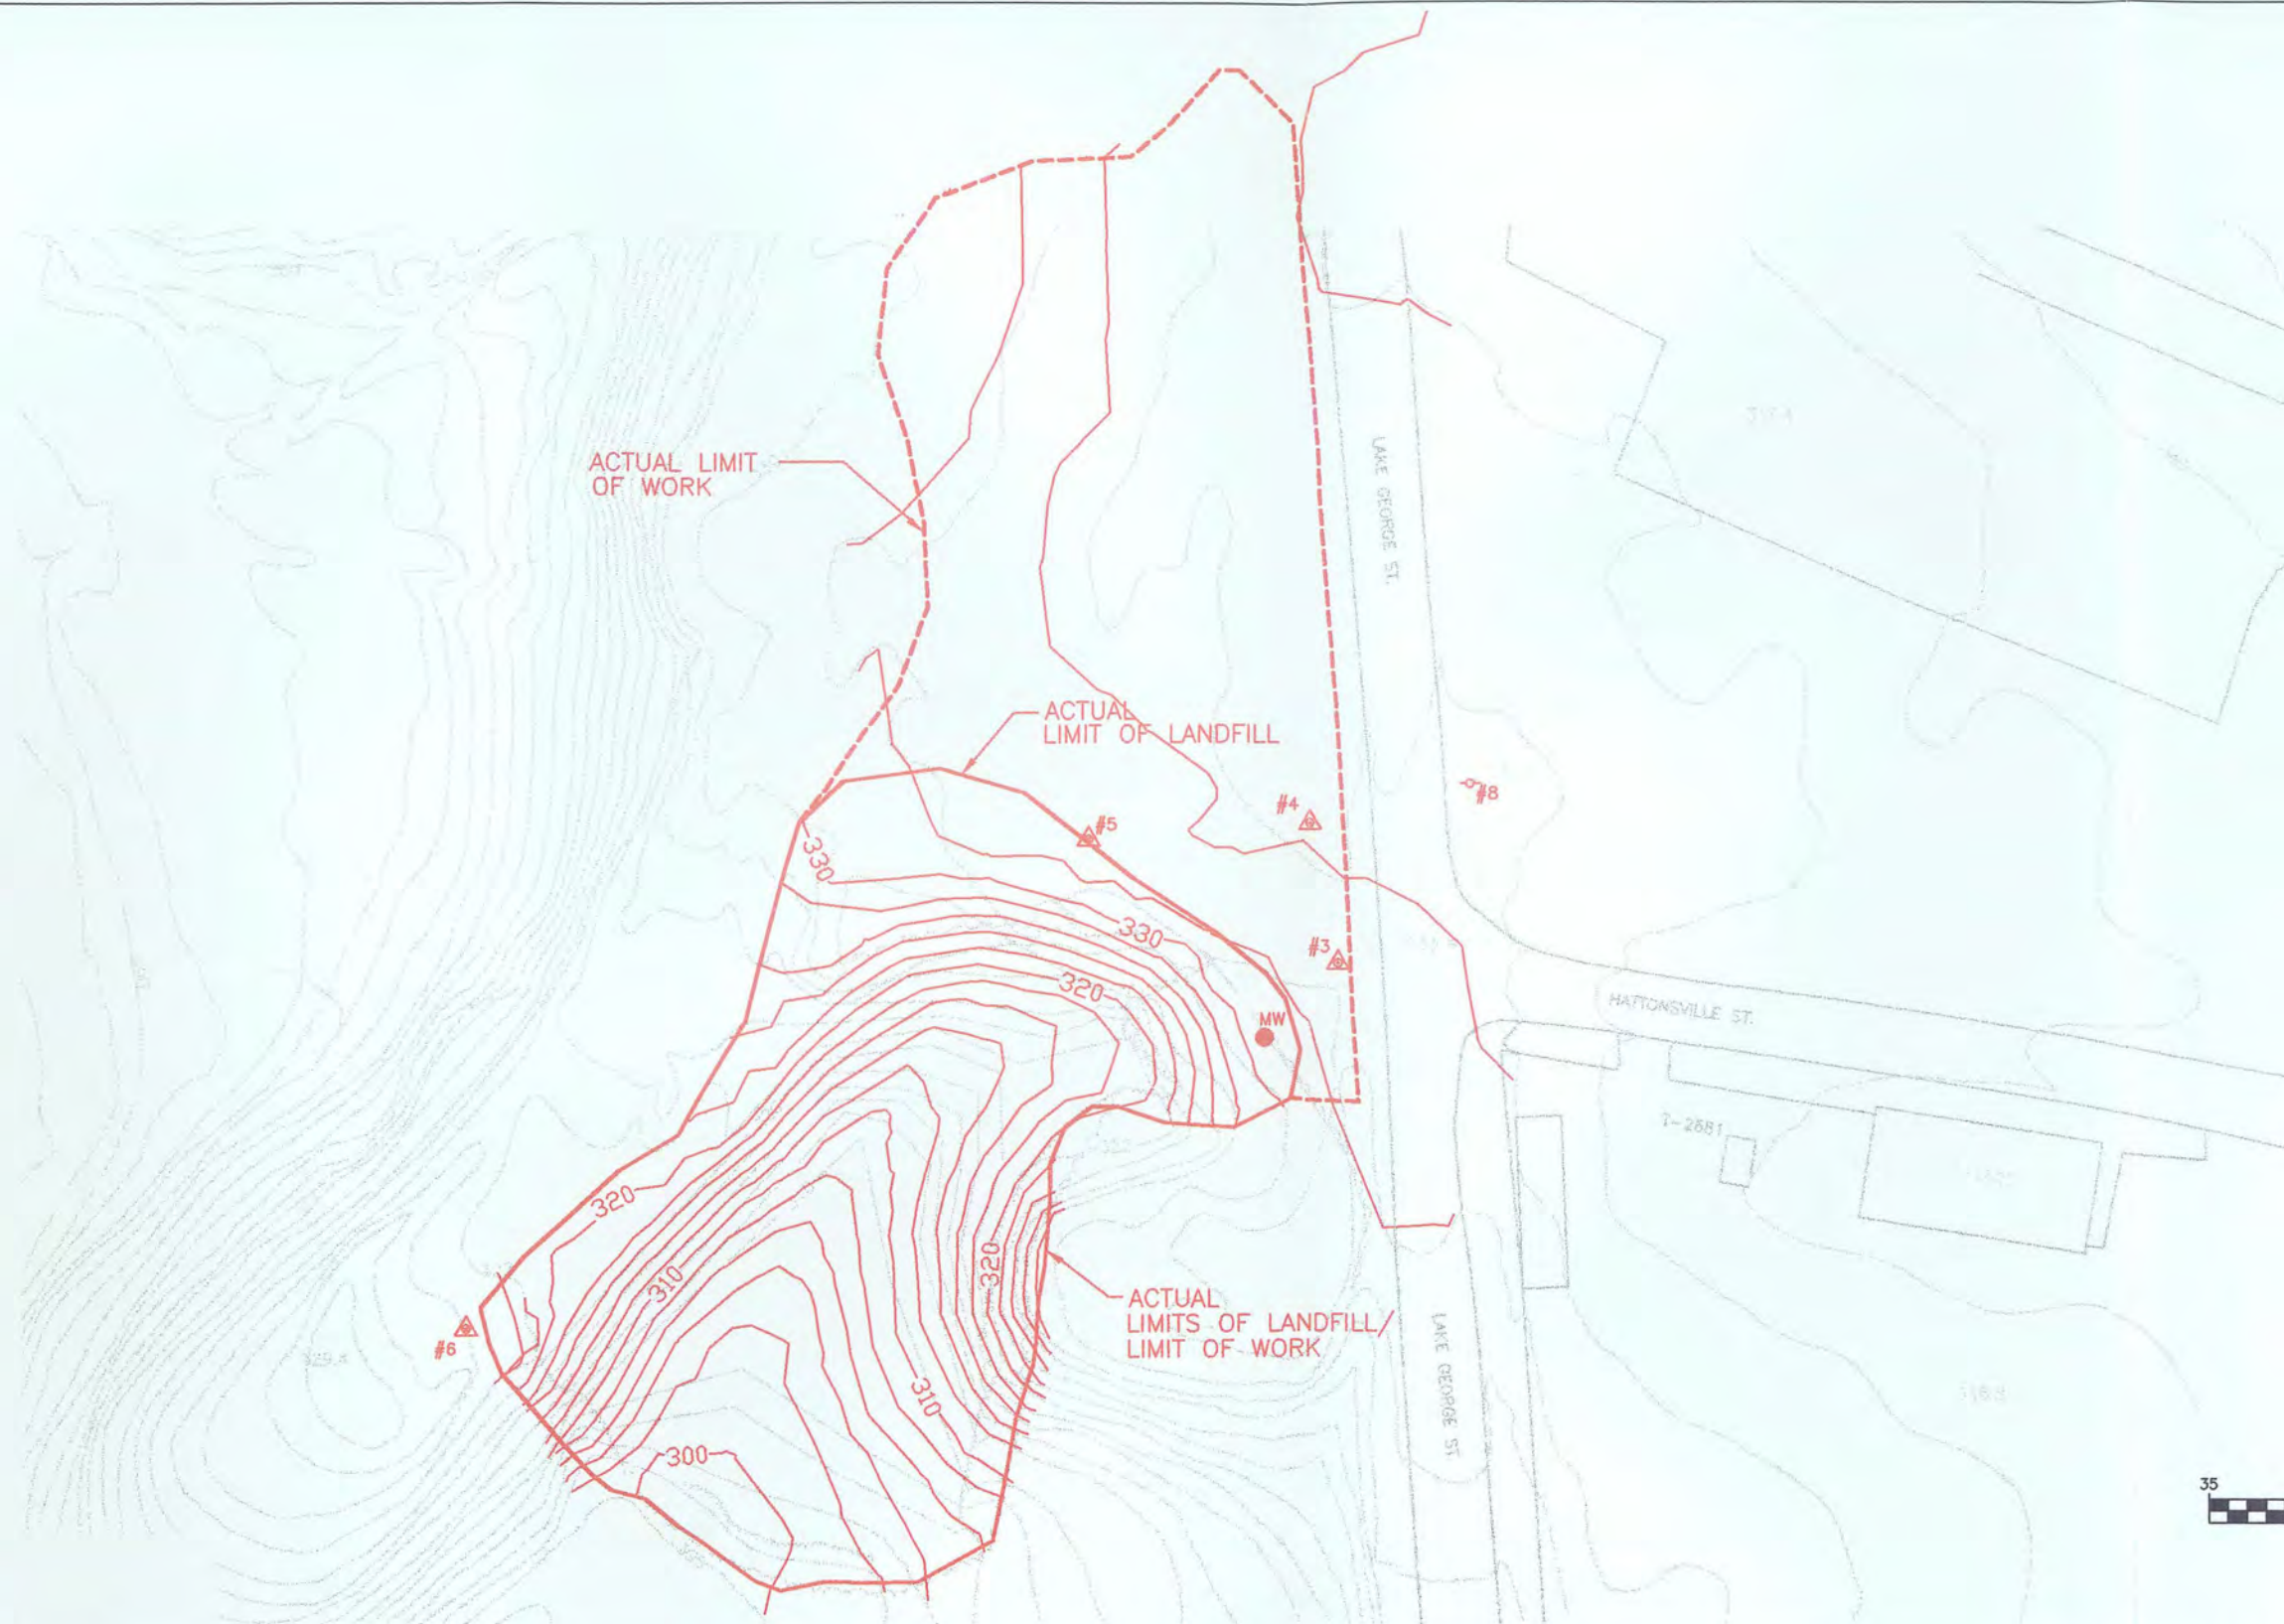 ACTUAL LIMIT
OF WORK
LAKE GEORGE ST.
ACTUAL
LIMIT OF LANDFILL
#8
#4
#5
330
330
#3
320
MW
HATTONSVILLE ST.
320
310
320
ACTUAL
LIMITS OF LANDFILL/
LIMIT OF WORK
#6
LAKE GEORGE ST
310
300
35